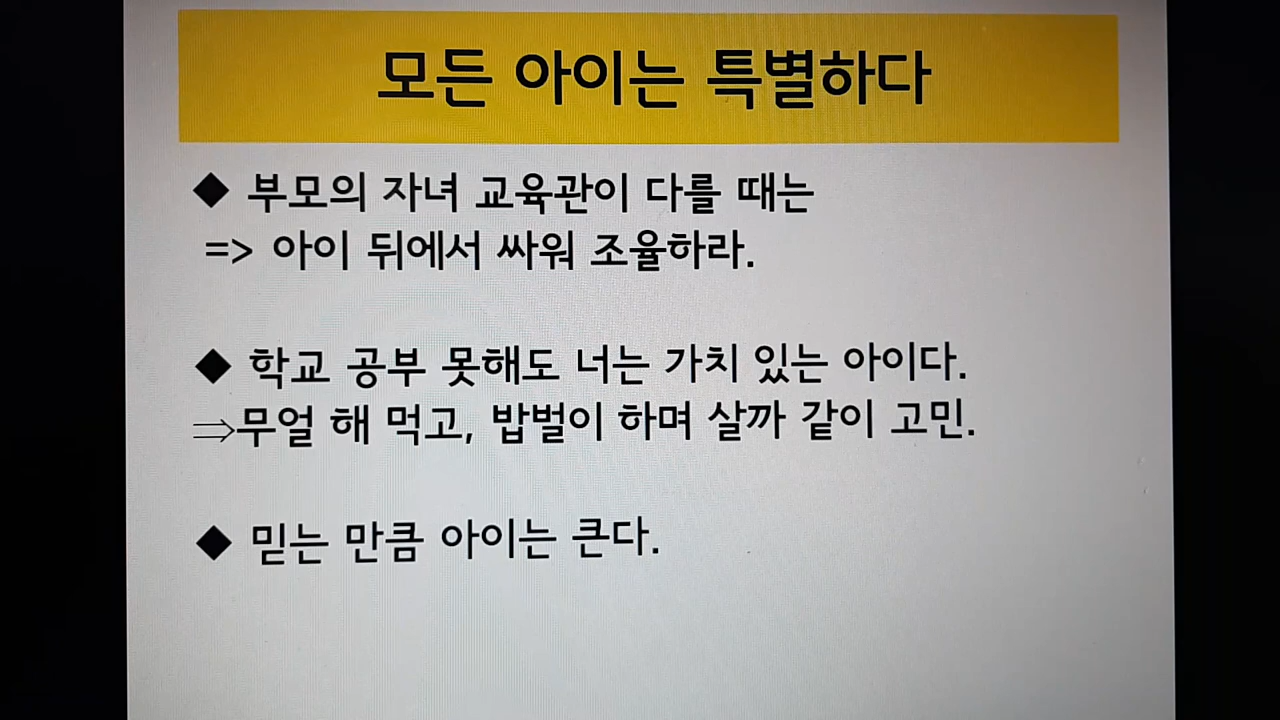 모든 아이는 특별하다
◆ 부모의 자녀 교육관이 다를 때는
=> 아이 뒤에서 싸워 조율하라.
◆ 학교 공부 못해도 너는 가치 있는 아이다.
⇒무얼 해 먹고, 밥벌이 하며 살까 같이 고민.
◆ 믿는 만큼 아이는 큰다.